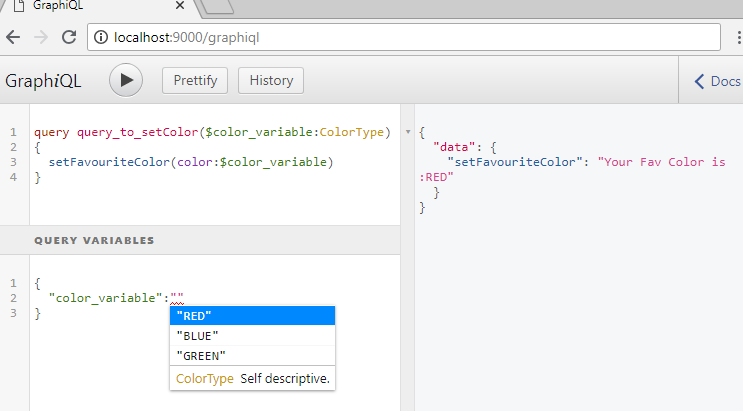 GraphiQL
localhost:9000/graphiql
GraphiQL Prettify History Docs
1 query query_to_setColor($color_variable:ColorType)
2 {
3 setFavouriteColor(color:$color_variable)
4 }
QUERY VARIABLES
1 {
2 "color_variable":""
3 }
"RED"
"BLUE"
"GREEN"
ColorType Self descriptive.
{
"data": {
"setFavouriteColor": "Your Fav Color is
:RED"
}
}